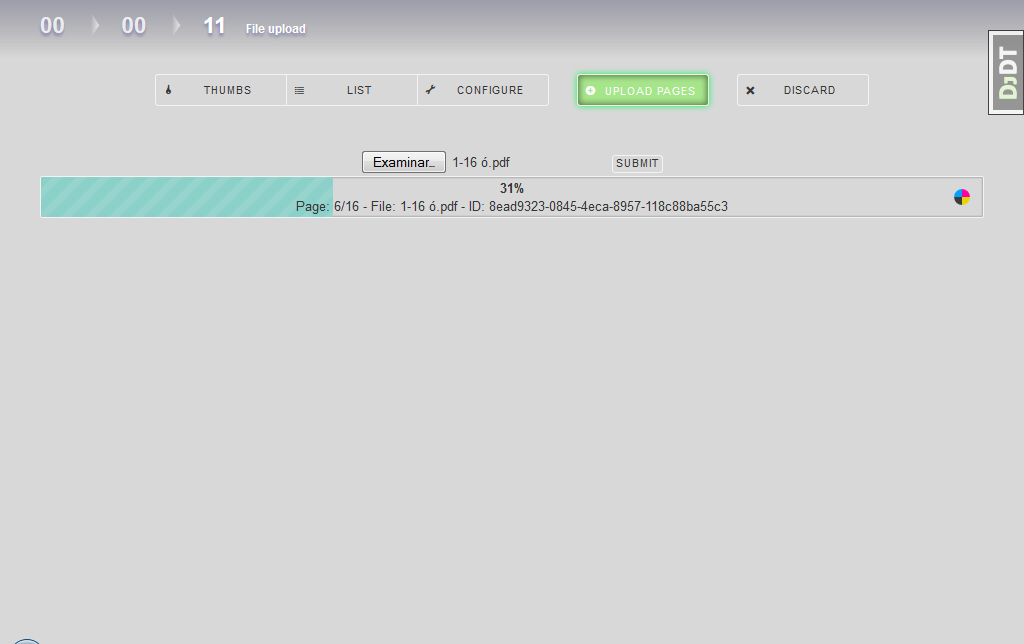 00 00 11 File upload
DJDT
THUMBS LIST CONFIGURE UPLOAD PAGES DISCARD
Examinar... 1-16 ó.pdf SUBMIT
31%
Page: 6/16 - File: 1-16 ó.pdf - ID: 8ead9323-0845-4eca-8957-118c88ba55c3